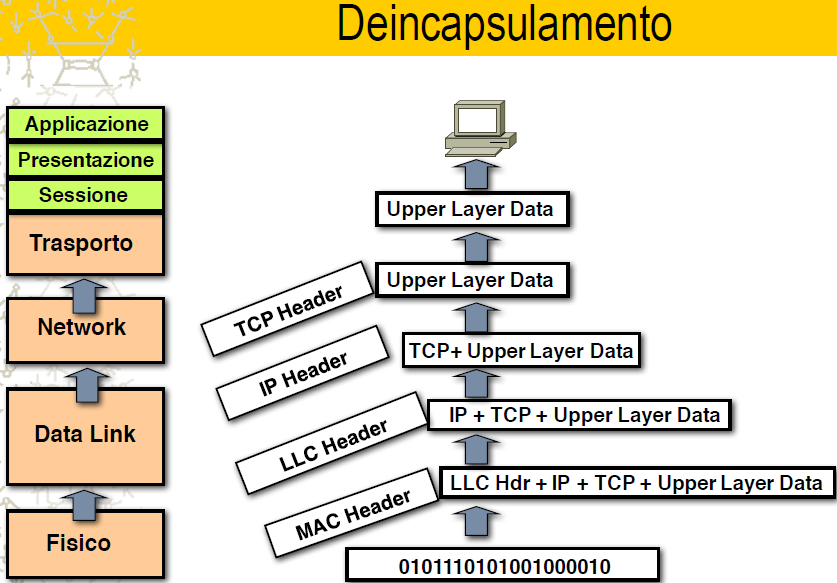 Deincapsulamento
Applicazione
Presentazione
Sessione
Trasporto
Network
Data Link
Fisico
Upper Layer Data
Upper Layer Data
TCP Header
TCP+ Upper Layer Data
IP Header
IP + TCP + Upper Layer Data
LLC Header
LLC Hdr + IP + TCP + Upper Layer Data
MAC Header
0101110101001000010